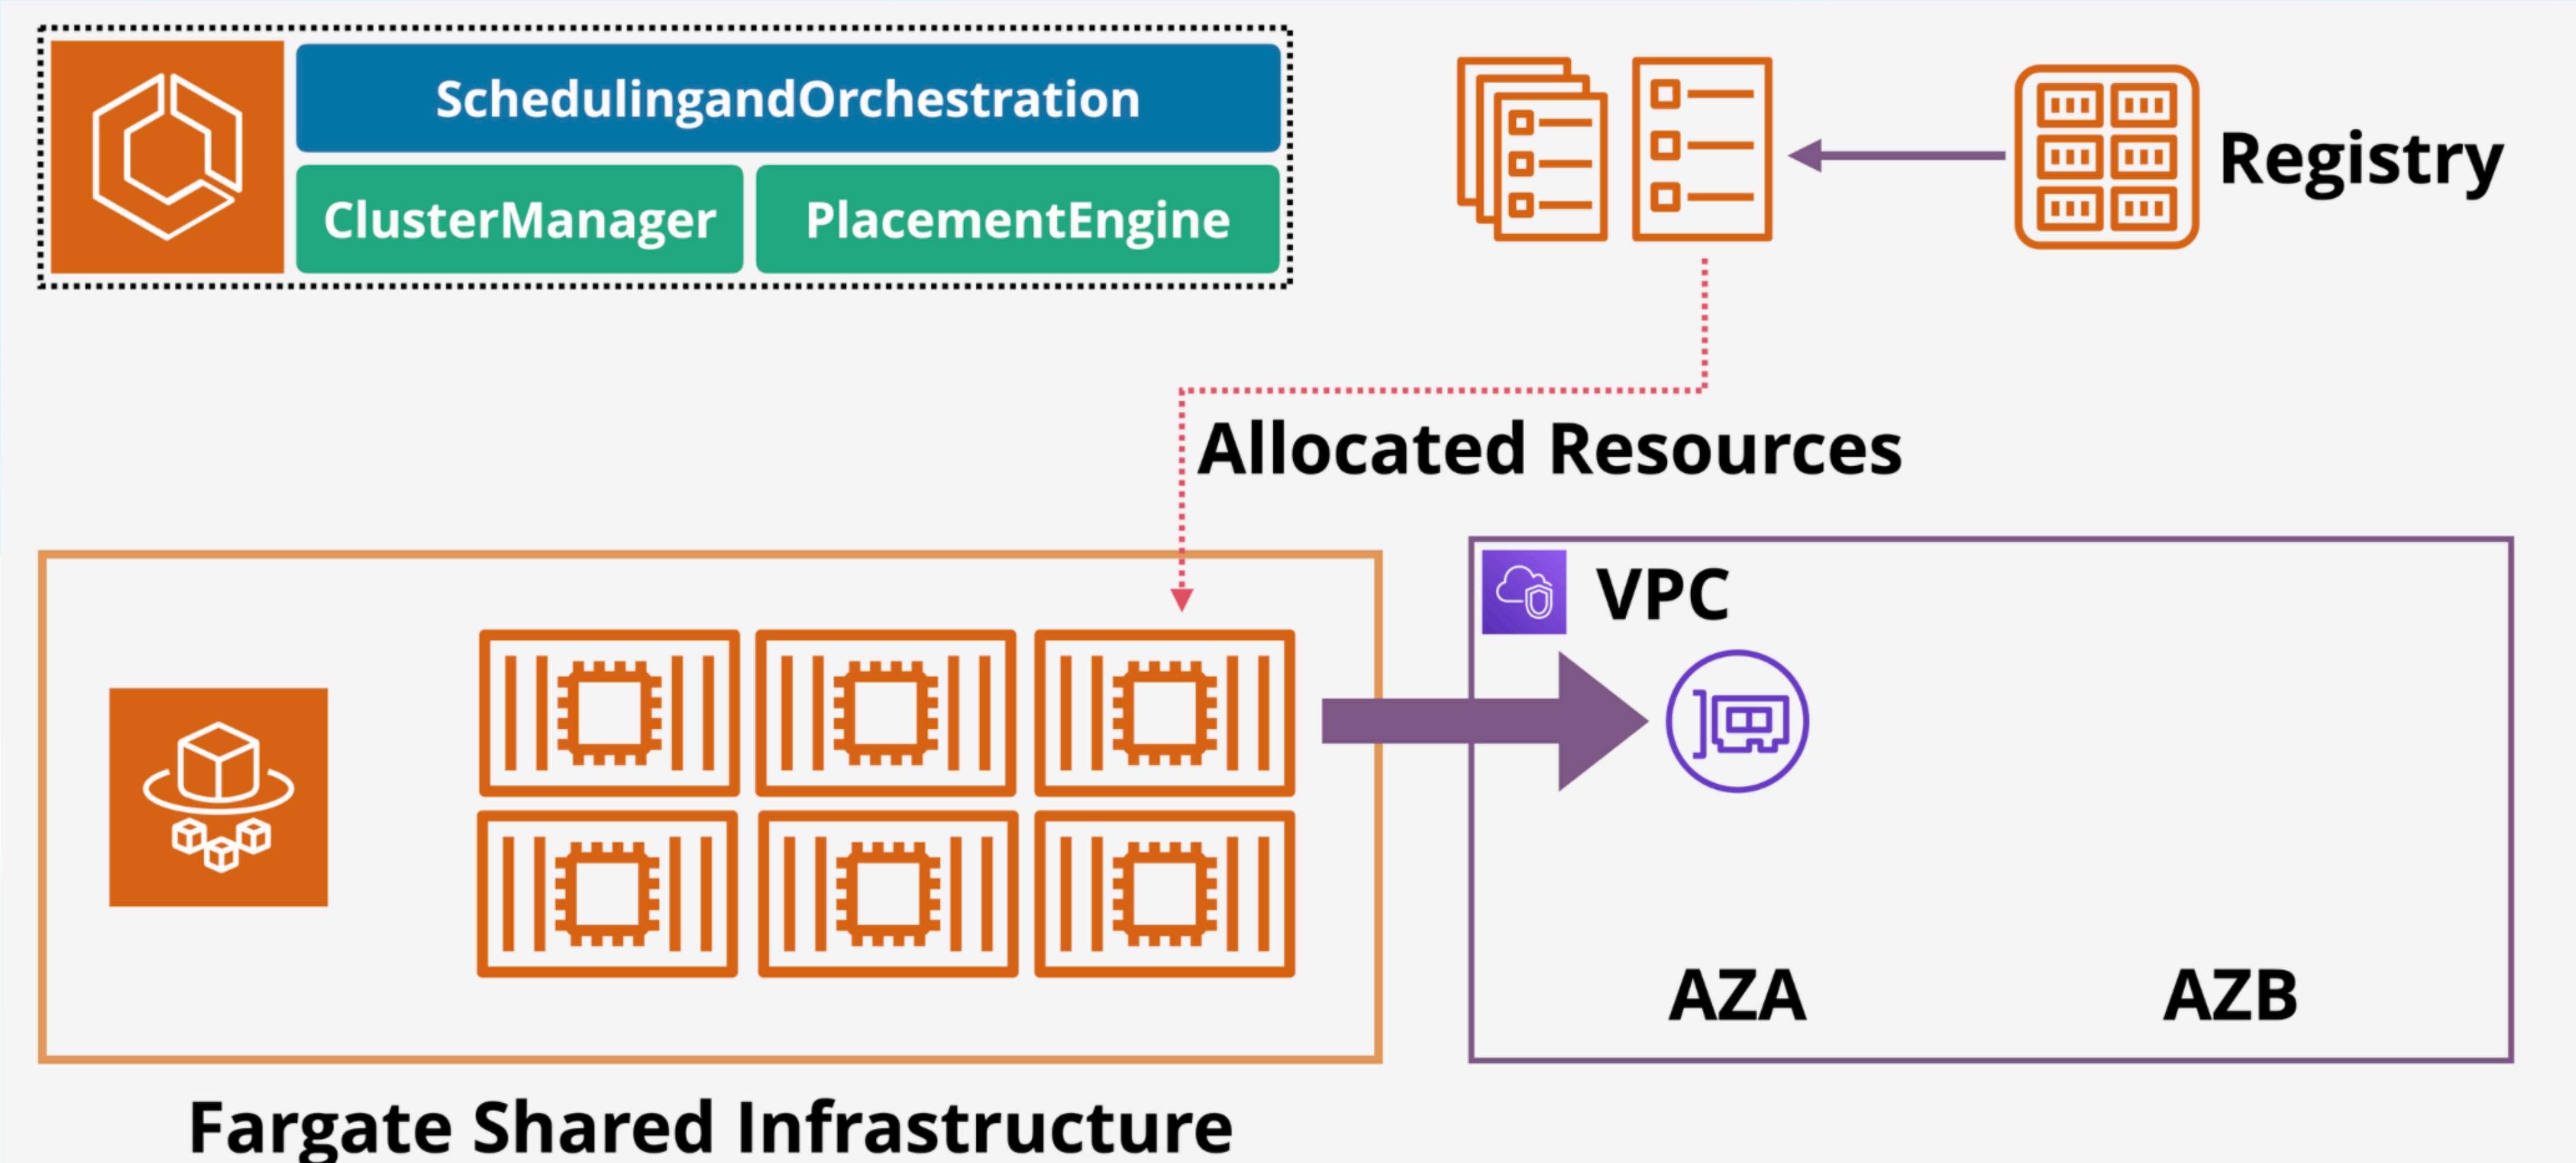 SchedulingandOrchestration
ClusterManager
PlacementEngine
Registry
Allocated Resources
VPC
AZA
AZB
Fargate Shared Infrastructure